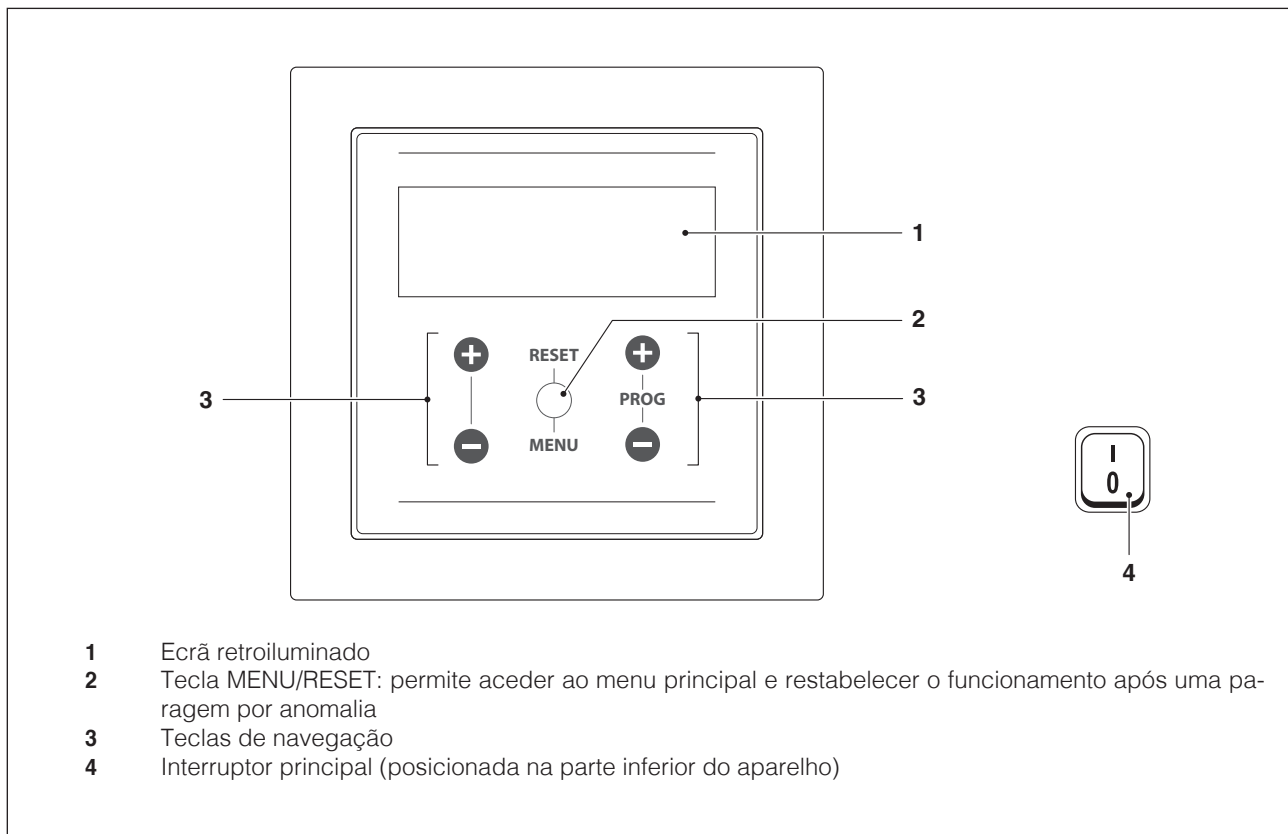 1
2
RESET
3
PROG
3
MENU
I
0
4
1 Ecrã retroiluminado
2 Tecla MENU/RESET: permite aceder ao menu principal e restabelecer o funcionamento após uma pa-
ragem por anomalia
3 Teclas de navegação
4 Interruptor principal (posicionada na parte inferior do aparelho)